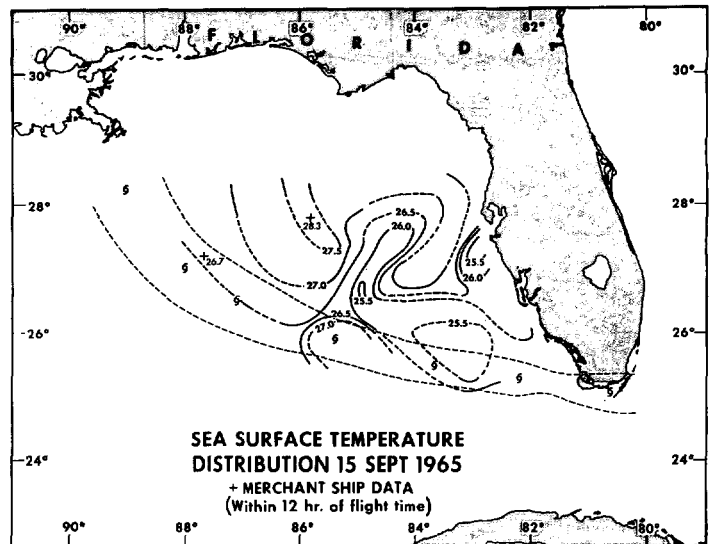 88° 86° 84° 82° 80°
F L O R I D A
30° 30°
28° 28°
+
28.3
26.5
26.0
27.5
25.5
26.0
+
26.7
27.0
25.5
26.5
27.0
25.5
26° 26°
SEA SURFACE TEMPERATURE
DISTRIBUTION 15 SEPT 1965
+ MERCHANT SHIP DATA
(Within 12 hr. of flight time)
24° 24°
90° 88° 86° 84° 82° 80°